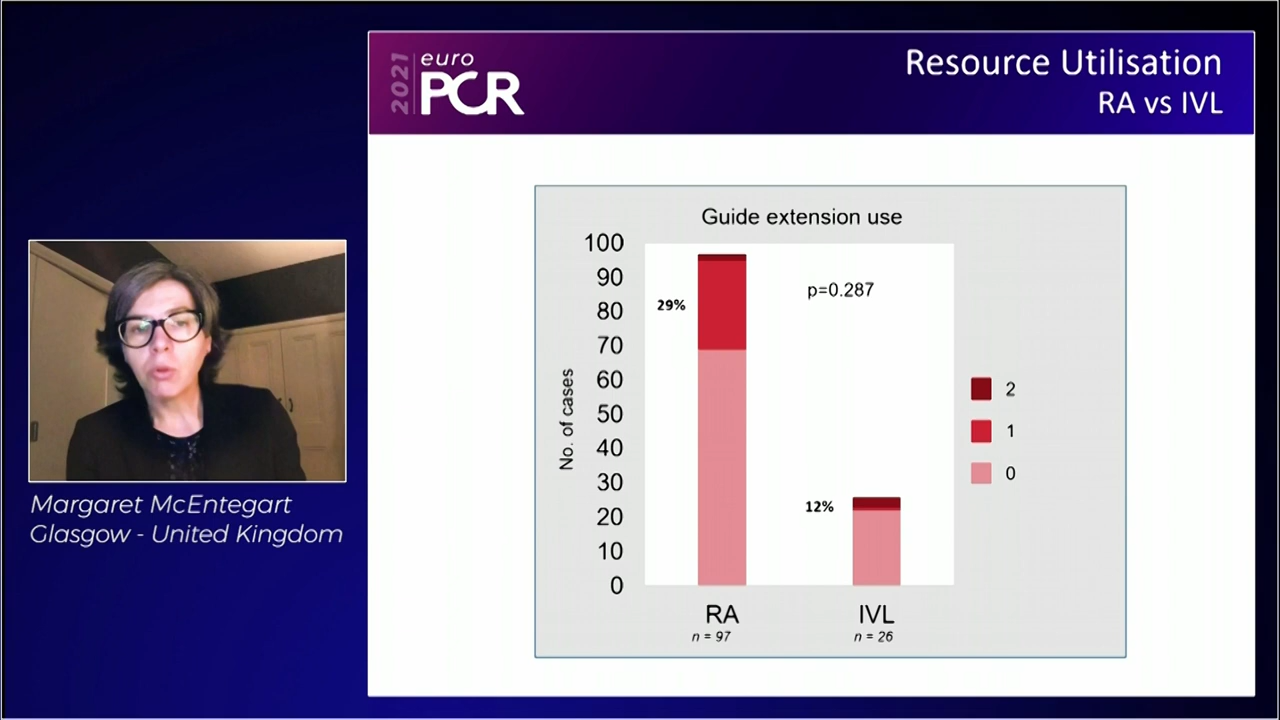 2021
euro
PCR
Resource Utilisation
RA vs IVL
Guide extension use
100
90
80
70
60
50
40
30
20
10
0
No. of cases
29%
p=0.287
12%
2
1
0
RA
IVL
n = 97
n = 26
Margaret McEntegart
Glasgow - United Kingdom